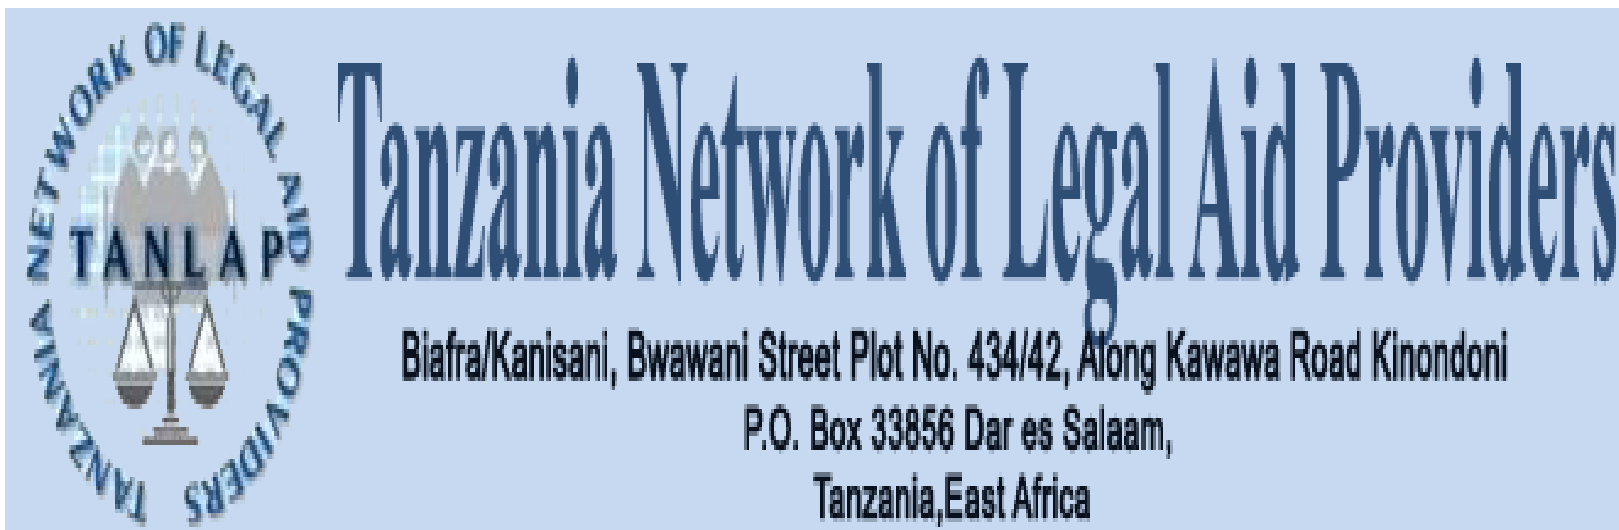 TANZANIA NETWORK OF LEGAL AID PROVIDERS
TANLAP
Tanzania Network of Legal Aid Providers
Biafra/Kanisani, Bwawani Street Plot No. 434/42, Along Kawawa Road Kinondoni
P.O. Box 33856 Dar es Salaam,
Tanzania,East Africa